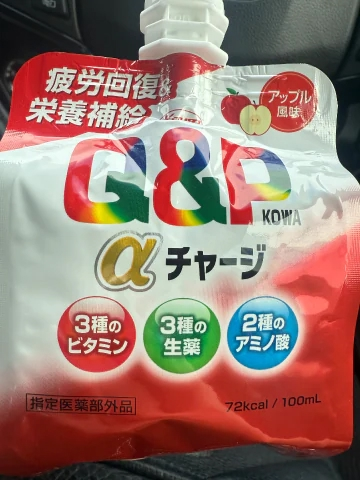 疲労回復&
栄養補給
アップル
風味
Q&P
KOWA
αチャージ
3種の
ビタミン
3種の
生薬
2種の
アミノ酸
指定医薬部外品
72kcal / 100mL